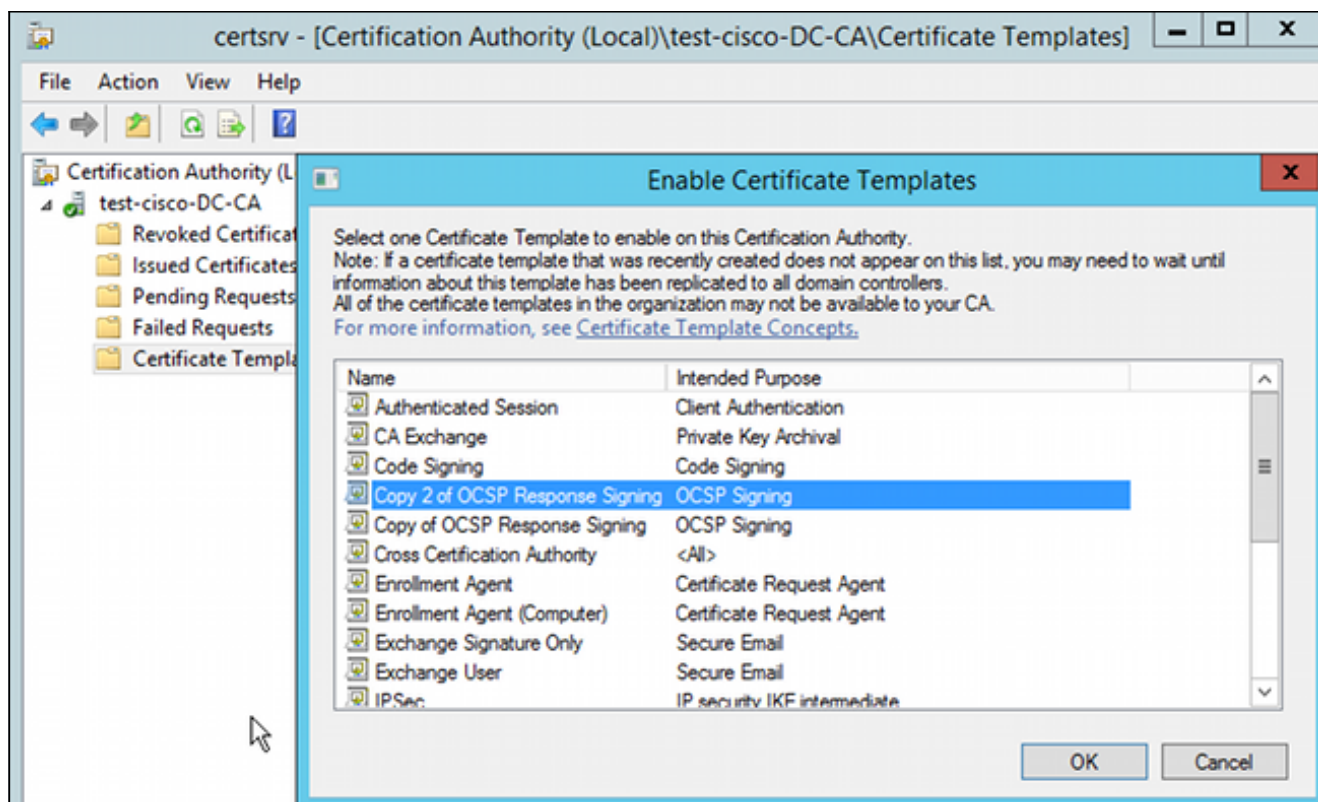 certsrv - [Certification Authority (Local)\test-cisco-DC-CA\Certificate Templates]
File Action View Help
Certification Authority (L
test-cisco-DC-CA
Revoked Certificat
Issued Certificates
Pending Requests
Failed Requests
Certificate Templa
Enable Certificate Templates
Select one Certificate Template to enable on this Certification Authority.
Note: If a certificate template that was recently created does not appear on this list, you may need to wait until
information about this template has been replicated to all domain controllers.
All of the certificate templates in the organization may not be available to your CA.
For more information, see Certificate Template Concepts.
Name Intended Purpose
Authenticated Session Client Authentication
CA Exchange Private Key Archival
Code Signing Code Signing
Copy 2 of OCSP Response Signing OCSP Signing
Copy of OCSP Response Signing OCSP Signing
Cross Certification Authority <All>
Enrollment Agent Certificate Request Agent
Enrollment Agent (Computer) Certificate Request Agent
Exchange Signature Only Secure Email
Exchange User Secure Email
IPSec IP security IKE intermediate
OK Cancel